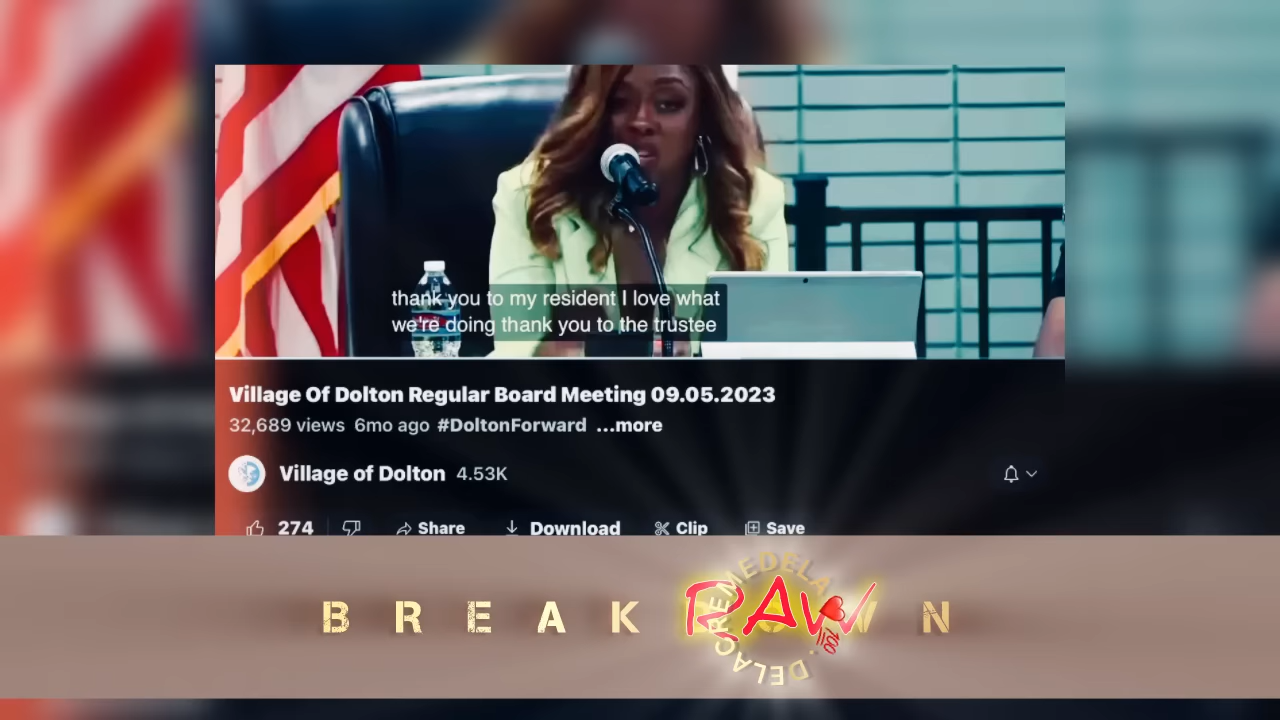 thank you to my resident I love what
we're doing thank you to the trustee
Village Of Dolton Regular Board Meeting 09.05.2023
32,689 views 6mo ago #DoltonForward ...more
Village of Dolton 4.53K
274 Share Download Clip Save
BREAK N
RAW
100